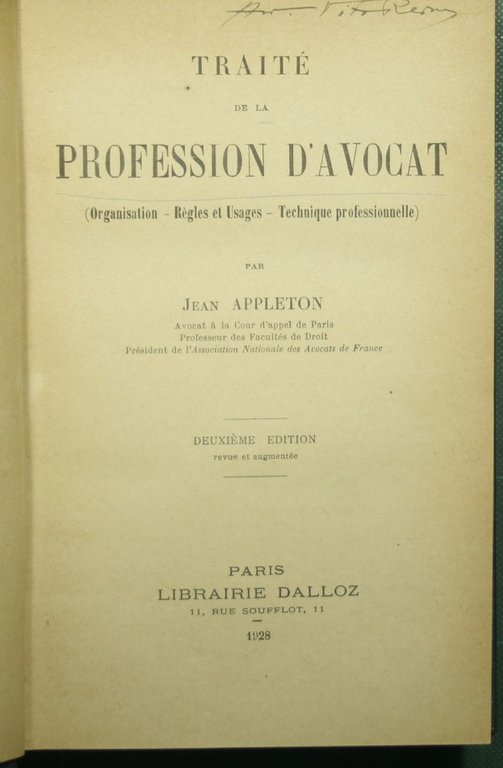 TRAITÉ
DE LA
PROFESSION D'AVOCAT
(Organisation - Règles et Usages - Technique professionnelle)
PAR
JEAN APPLETON
Avocat à la Cour d'appel de Paris
Professeur des Facultés de Droit
Président de l'Association Nationale des Avocats de France
DEUXIÈME EDITION
revue et augmentée
PARIS
LIBRAIRIE DALLOZ
11, RUE SOUFFLOT, 11
1928